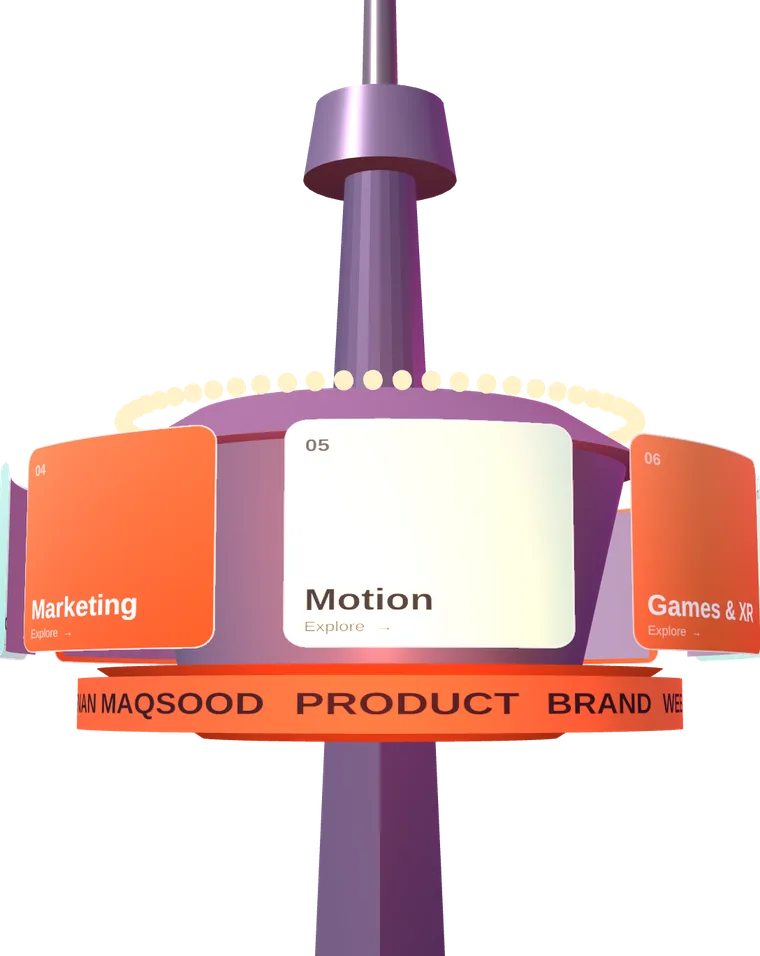 04
Marketing
Explore →
05
Motion
Explore →
06
Games & XR
Explore →
MAQSOOD PRODUCT BRAND